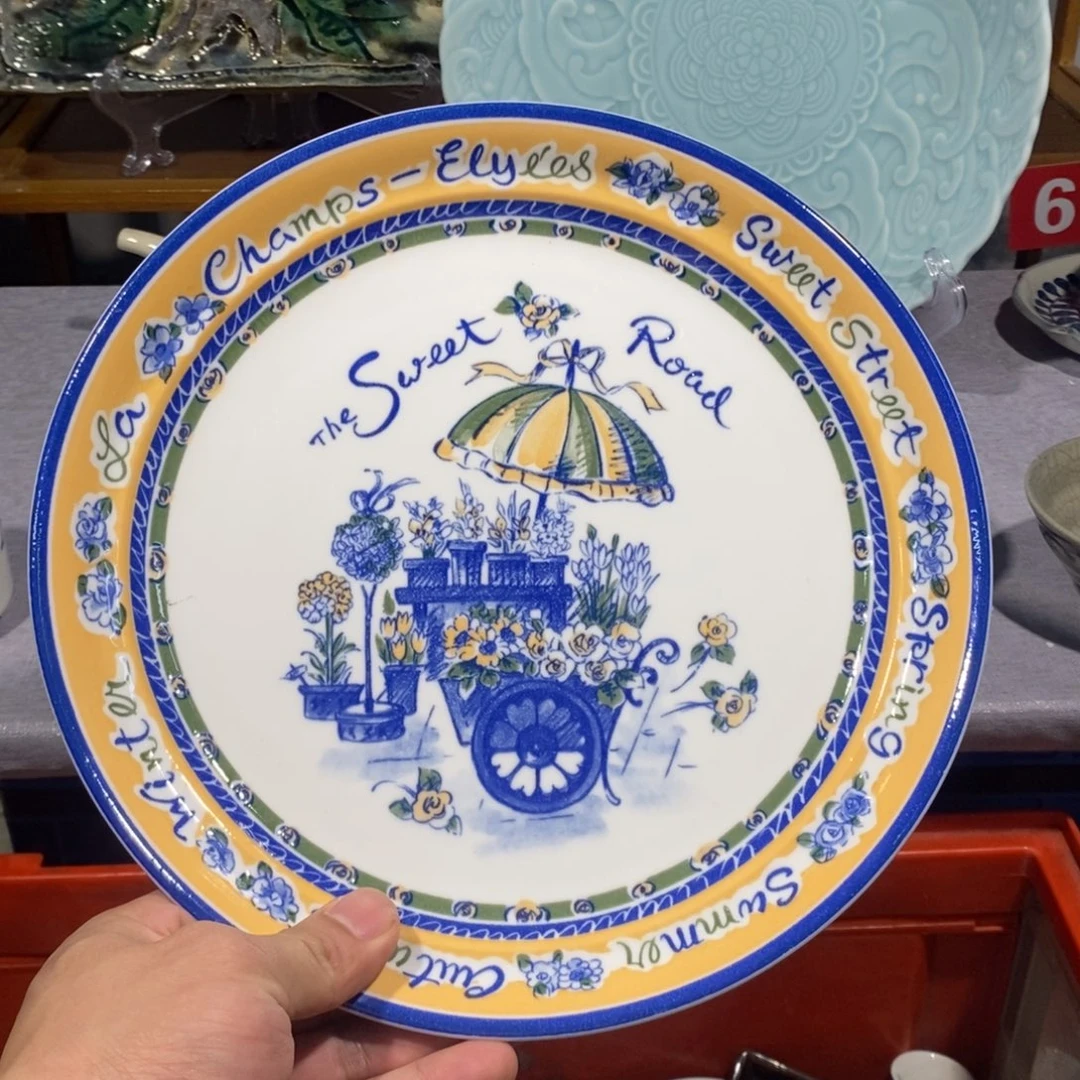 The Sweet Road
La Champs-Elyées
Sweet Street
Spring
Summer
Winter
6